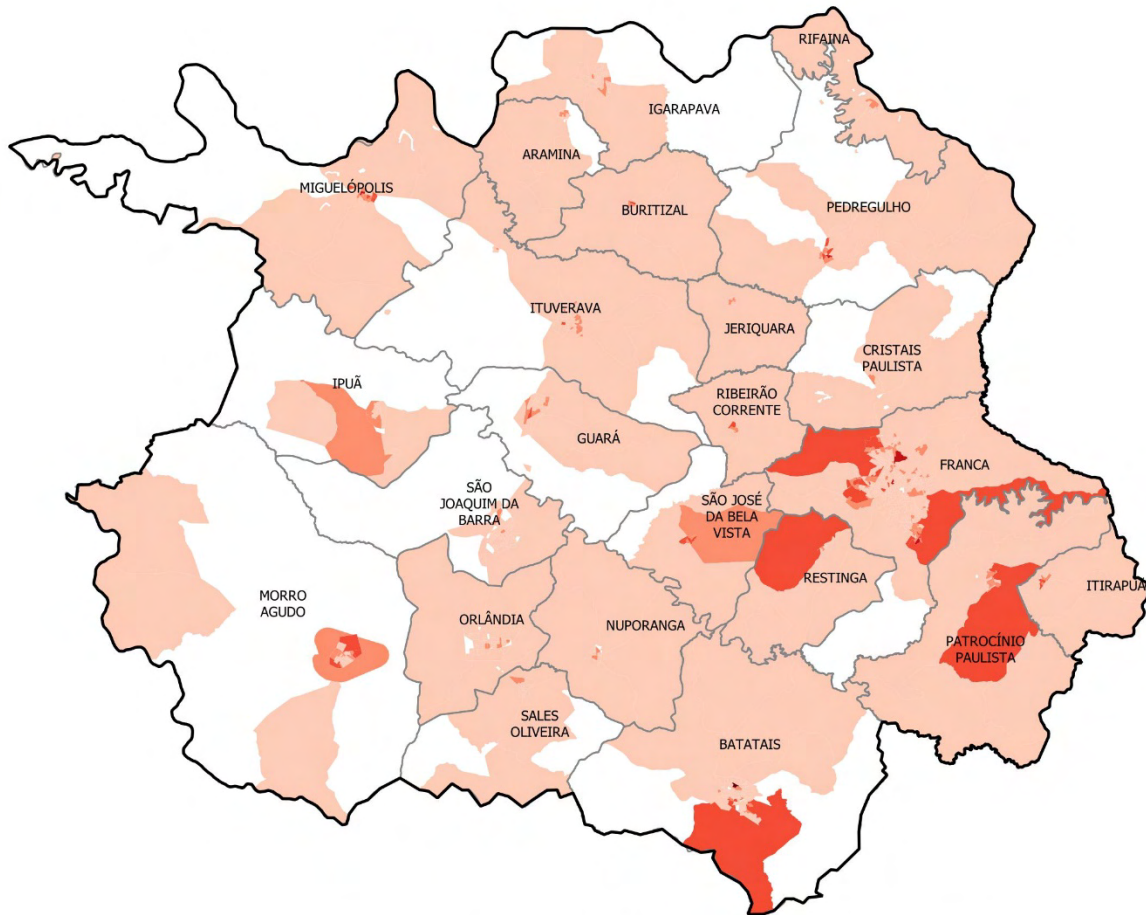 RIFAINA
IGARAPAVA
ARAMINA
MIGUELÓPOLIS
BURITIZAL
PEDREGULHO
ITUVERAVA
JERIQUARA
CRISTAIS
PAULISTA
IPUÃ
RIBEIRÃO
CORRENTE
GUARÁ
FRANCA
SÃO
JOAQUIM DA
BARRA
SÃO JOSÉ
DA BELA
VISTA
RESTINGA
ITIRAPUÃ
MORRO
AGUDO
ORLÂNDIA
NUPORANGA
PATROCÍNIO
PAULISTA
SALES
OLIVEIRA
BATATAIS